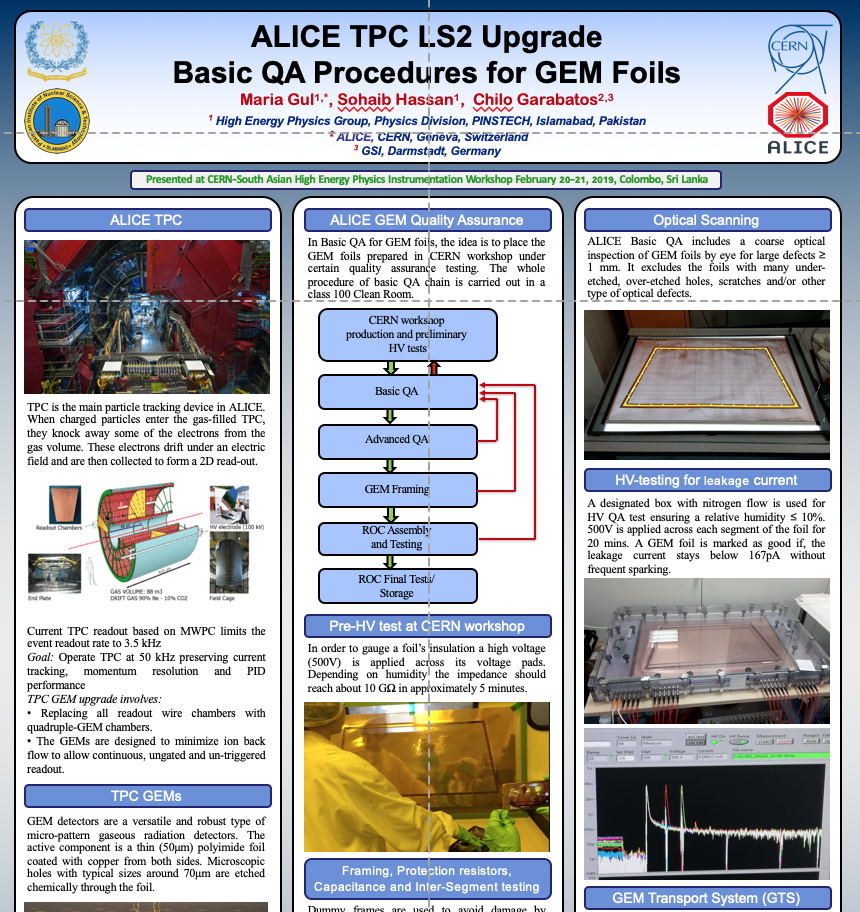 ALICE TPC LS2 Upgrade
Basic QA Procedures for GEM Foils
Maria Gul1,*, Sohaib Hassan1, Chilo Garabatos2,3
1 High Energy Physics Group, Physics Division, PINSTECH, Islamabad, Pakistan
2 ALICE, CERN, Geneva, Switzerland
3 GSI, Darmstadt, Germany
CERN
ALICE
Presented at CERN-South Asian High Energy Physics Instrumentation Workshop February 20-21, 2019, Colombo, Sri Lanka
ALICE TPC
TPC is the main particle tracking device in ALICE.
When charged particles enter the gas-filled TPC,
they knock away some of the electrons from the
gas volume. These electrons drift under an electric
field and are then collected to form a 2D read-out.
Readout Chambers
HV electrode (100 kV)
End Plate
GAS VOLUME: 88 m3
DRIFT GAS 90% Ne - 10% CO2
Field Cage
Current TPC readout based on MWPC limits the
event readout rate to 3.5 kHz
Goal: Operate TPC at 50 kHz preserving current
tracking, momentum resolution and PID
performance
TPC GEM upgrade involves:
• Replacing all readout wire chambers with
quadruple-GEM chambers.
• The GEMs are designed to minimize ion back
flow to allow continuous, ungated and un-triggered
readout.
TPC GEMs
GEM detectors are a versatile and robust type of
micro-pattern gaseous radiation detectors. The
active component is a thin (50μm) polyimide foil
coated with copper from both sides. Microscopic
holes with typical sizes around 70μm are etched
chemically through the foil.
ALICE GEM Quality Assurance
In Basic QA for GEM foils, the idea is to place the
GEM foils prepared in CERN workshop under
certain quality assurance testing. The whole
procedure of basic QA chain is carried out in a
class 100 Clean Room.
CERN workshop
production and preliminary
HV tests
Basic QA
Advanced QA
GEM Framing
ROC Assembly
and Testing
ROC Final Tests/
Storage
Pre-HV test at CERN workshop
In order to gauge a foil's insulation a high voltage
(500V) is applied across its voltage pads.
Depending on humidity the impedance should
reach about 10 GΩ in approximately 5 minutes.
Framing, Protection resistors,
Capacitance and Inter-Segment testing
Dummy frames are used to avoid damage by
Optical Scanning
ALICE Basic QA includes a coarse optical
inspection of GEM foils by eye for large defects ≥
1 mm. It excludes the foils with many under-
etched, over-etched holes, scratches and/or other
type of optical defects.
HV-testing for leakage current
A designated box with nitrogen flow is used for
HV QA test ensuring a relative humidity ≤ 10%.
500V is applied across each segment of the foil for
20 mins. A GEM foil is marked as good if, the
leakage current stays below 167pA without
frequent sparking.
GEM Transport System (GTS)